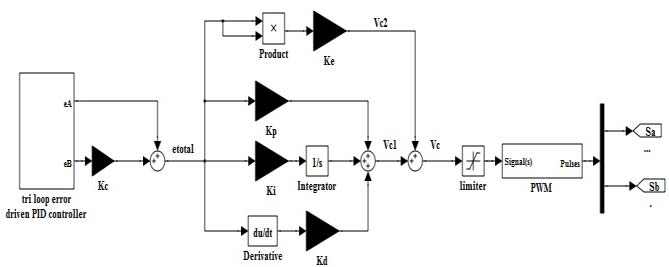 Vc2
×
Product
Ke
eA
etotal
Kp
Vc1
Vc
Sa
...
eB
Kc
Ki
1/s
Integrator
limiter
Signal(s)
Pulses
PWM
Sb
.
tri loop error
driven PID controller
du/dt
Derivative
Kd